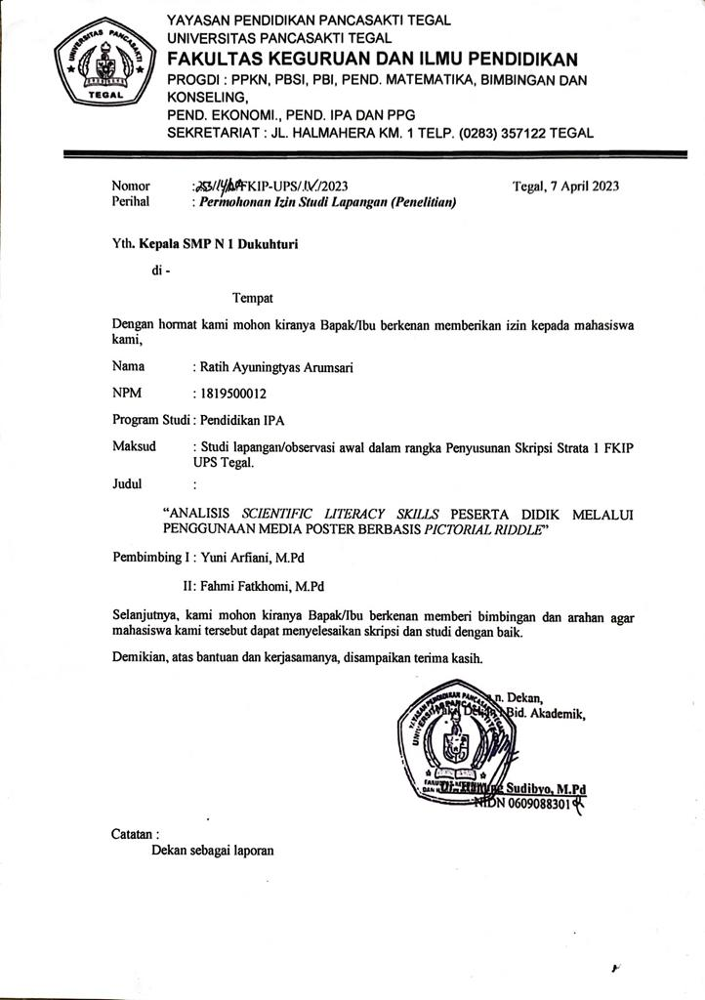 YAYASAN PENDIDIKAN PANCASAKTI TEGAL
UNIVERSITAS PANCASAKTI TEGAL
FAKULTAS KEGURUAN DAN ILMU PENDIDIKAN
PROGDI : PPKN, PBSI, PBI, PEND. MATEMATIKA, BIMBINGAN DAN
KONSELING,
PEND. EKONOMI., PEND. IPA DAN PPG
SEKRETARIAT : JL. HALMAHERA KM. 1 TELP. (0283) 357122 TEGAL
UNIVERSITAS PANCASAKTI
TEGAL
Nomor : FKIP-UPS/IV/2023 Tegal, 7 April 2023
Perihal : Permohonan Izin Studi Lapangan (Penelitian)
Yth. Kepala SMP N 1 Dukuhturi
di -
Tempat
Dengan hormat kami mohon kiranya Bapak/Ibu berkenan memberikan izin kepada mahasiswa
kami,
Nama : Ratih Ayuningtyas Arumsari
NPM : 1819500012
Program Studi : Pendidikan IPA
Maksud : Studi lapangan/observasi awal dalam rangka Penyusunan Skripsi Strata 1 FKIP
UPS Tegal.
Judul :
“ANALISIS SCIENTIFIC LITERACY SKILLS PESERTA DIDIK MELALUI
PENGGUNAAN MEDIA POSTER BERBASIS PICTORIAL RIDDLE”
Pembimbing I : Yuni Arfiani, M.Pd
II: Fahmi Fatkhomi, M.Pd
Selanjutnya, kami mohon kiranya Bapak/Ibu berkenan memberi bimbingan dan arahan agar
mahasiswa kami tersebut dapat menyelesaikan skripsi dan studi dengan baik.
Demikian, atas bantuan dan kerjasamanya, disampaikan terima kasih.
n. Dekan,
Bid. Akademik,
Sudibyo, M.Pd
NIDN 0609088301
YAYASAN PENDIDIKAN PANCASAKTI TEGAL
UNIVERSITAS PANCASAKTI TEGAL
Catatan :
Dekan sebagai laporan